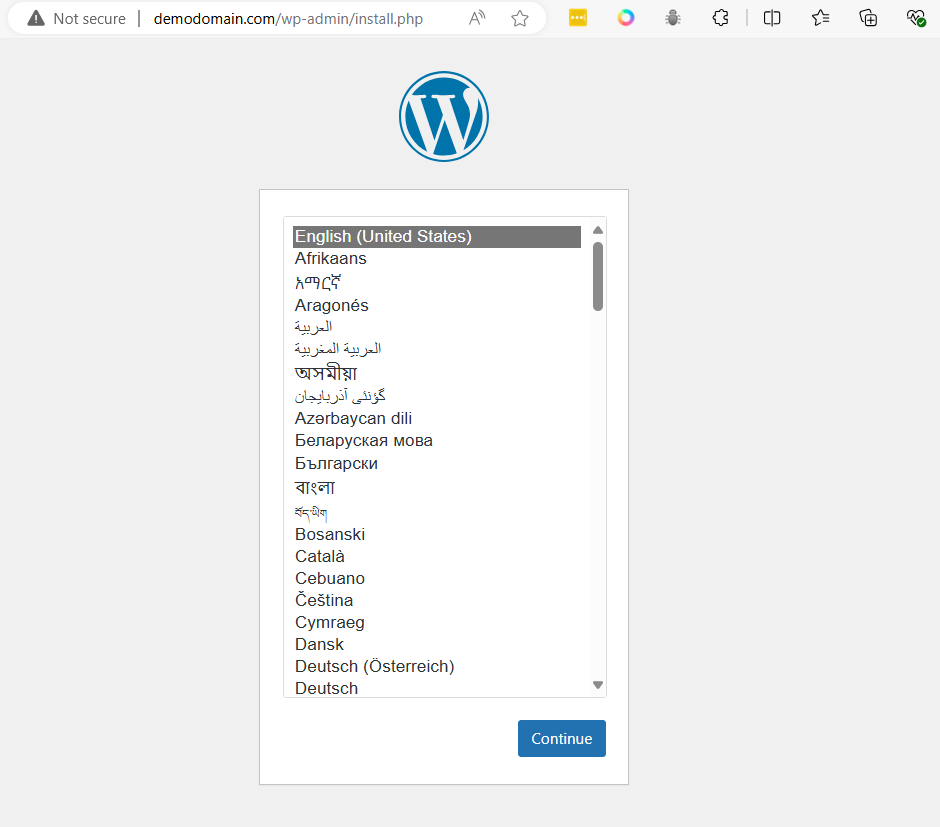 Not secure | demodomain.com/wp-admin/install.php
English (United States)
Afrikaans
አማርኛ
Aragonés
العربية
العربية المغربية
অসমীয়া
گؤنئی آذربایجان
Azərbaycan dili
Беларуская мова
Български
বাংলা
བོད་ཡིག
Bosanski
Català
Cebuano
Čeština
Cymraeg
Dansk
Deutsch (Österreich)
Deutsch
Continue